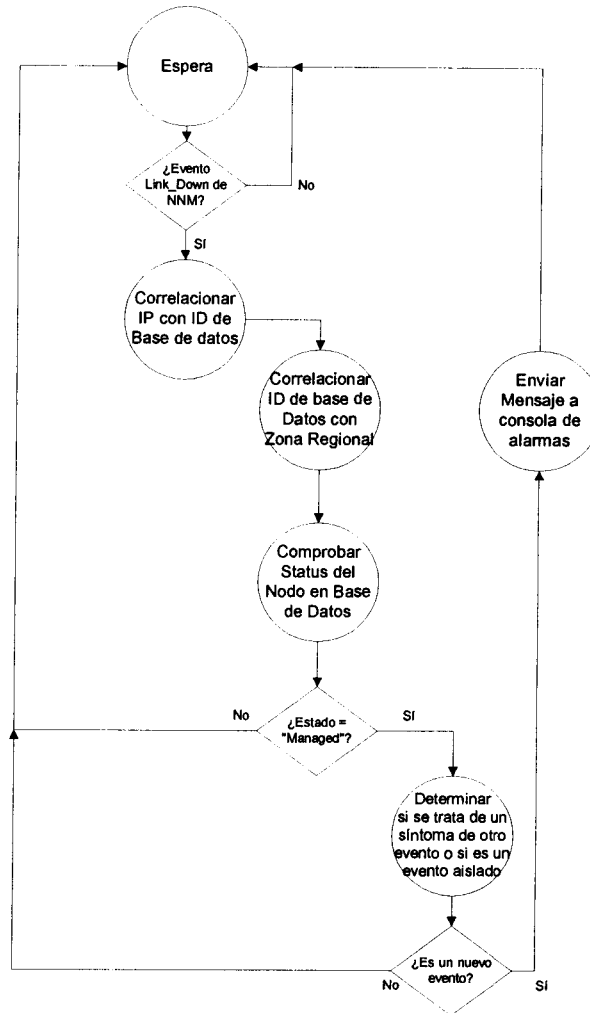 Espera
¿Evento
Link_Down de
NNM?
No
Sí
Correlacionar
IP con ID de
Base de datos
Correlacionar
ID de base de
Datos con
Zona Regional
Enviar
Mensaje a
consola de
alarmas
Comprobar
Status del
Nodo en Base
de Datos
No
¿Estado =
"Managed"?
Sí
Determinar
si se trata de un
síntoma de otro
evento o si es un
evento aislado
¿Es un nuevo
evento?
No
Sí